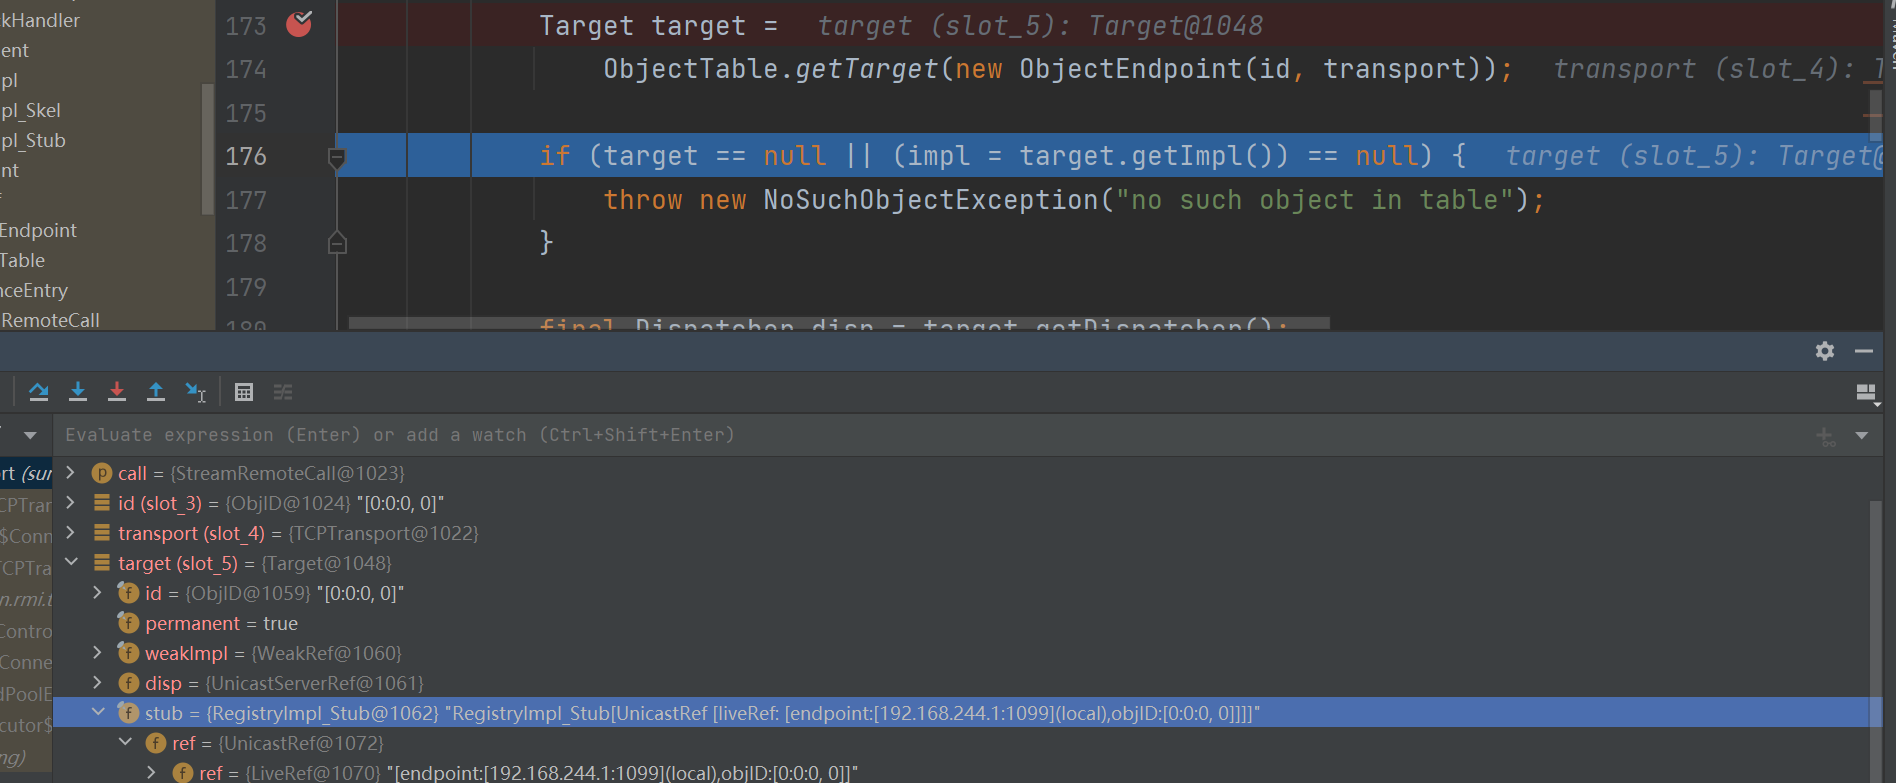 ckHandler
ent
pl
pl_Skel
pl_Stub
nt
Endpoint
Table
nceEntry
RemoteCall
173 Target target = target (slot_5): Target@1048
174 ObjectTable.getTarget(new ObjectEndpoint(id, transport)); transport (slot_4): T
175
176 if (target == null || (impl = target.getImpl()) == null) { target (slot_5): Target@
177 throw new NoSuchObjectException("no such object in table");
178 }
179
180 final Dispatcher disp = target.getDispatcher();
Evaluate expression (Enter) or add a watch (Ctrl+Shift+Enter)
rt (sun
CPTran
$Conn
TCPTra
n.rmi.t
Contro
Conne
dPoolE
cutor$
ng)
call = {StreamRemoteCall@1023}
id (slot_3) = {ObjID@1024} "[0:0:0, 0]"
transport (slot_4) = {TCPTransport@1022}
target (slot_5) = {Target@1048}
id = {ObjID@1059} "[0:0:0, 0]"
permanent = true
weakImpl = {WeakRef@1060}
disp = {UnicastServerRef@1061}
stub = {RegistryImpl_Stub@1062} "RegistryImpl_Stub[UnicastRef [liveRef: [endpoint:[192.168.244.1:1099](local),objID:[0:0:0, 0]]]]"
ref = {UnicastRef@1072}
ref = {LiveRef@1070} "[endpoint:[192.168.244.1:1099](local),objID:[0:0:0, 0]]"